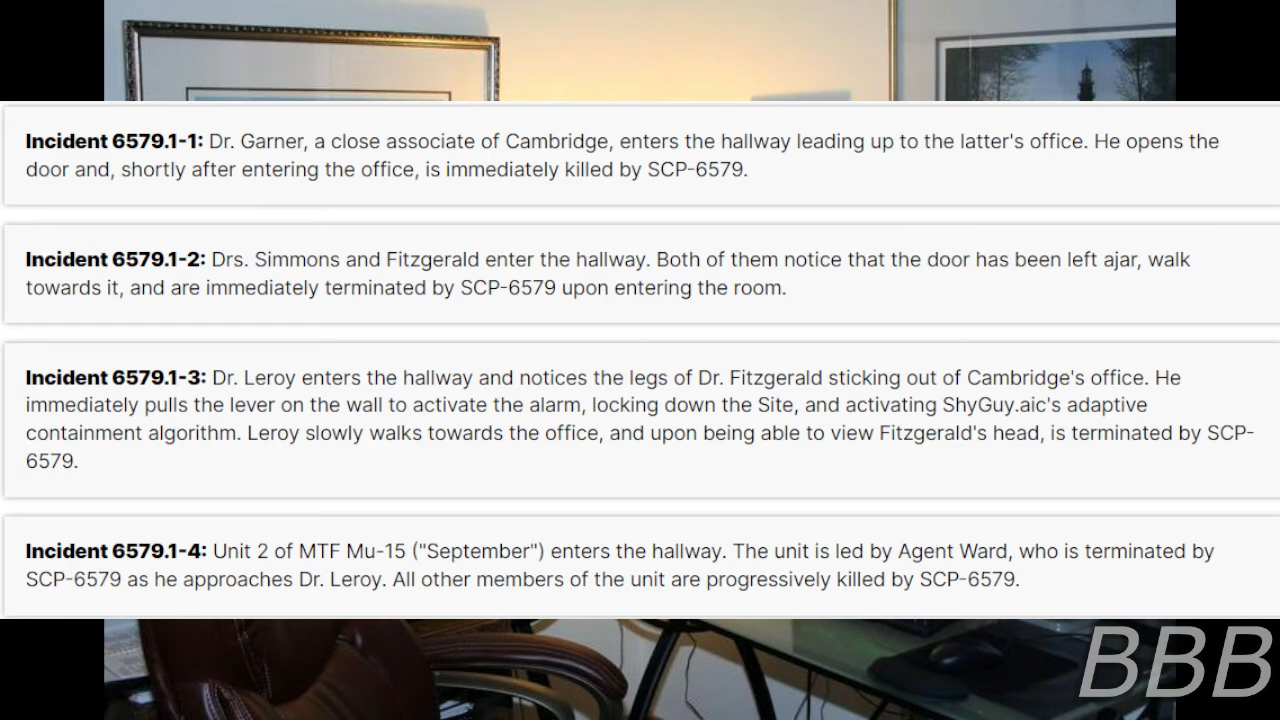 Incident 6579.1-1: Dr. Garner, a close associate of Cambridge, enters the hallway leading up to the latter's office. He opens the
door and, shortly after entering the office, is immediately killed by SCP-6579.
Incident 6579.1-2: Drs. Simmons and Fitzgerald enter the hallway. Both of them notice that the door has been left ajar, walk
towards it, and are immediately terminated by SCP-6579 upon entering the room.
Incident 6579.1-3: Dr. Leroy enters the hallway and notices the legs of Dr. Fitzgerald sticking out of Cambridge's office. He
immediately pulls the lever on the wall to activate the alarm, locking down the Site, and activating ShyGuy.aic's adaptive
containment algorithm. Leroy slowly walks towards the office, and upon being able to view Fitzgerald's head, is terminated by SCP-
6579.
Incident 6579.1-4: Unit 2 of MTF Mu-15 ("September") enters the hallway. The unit is led by Agent Ward, who is terminated by
SCP-6579 as he approaches Dr. Leroy. All other members of the unit are progressively killed by SCP-6579.
BBB